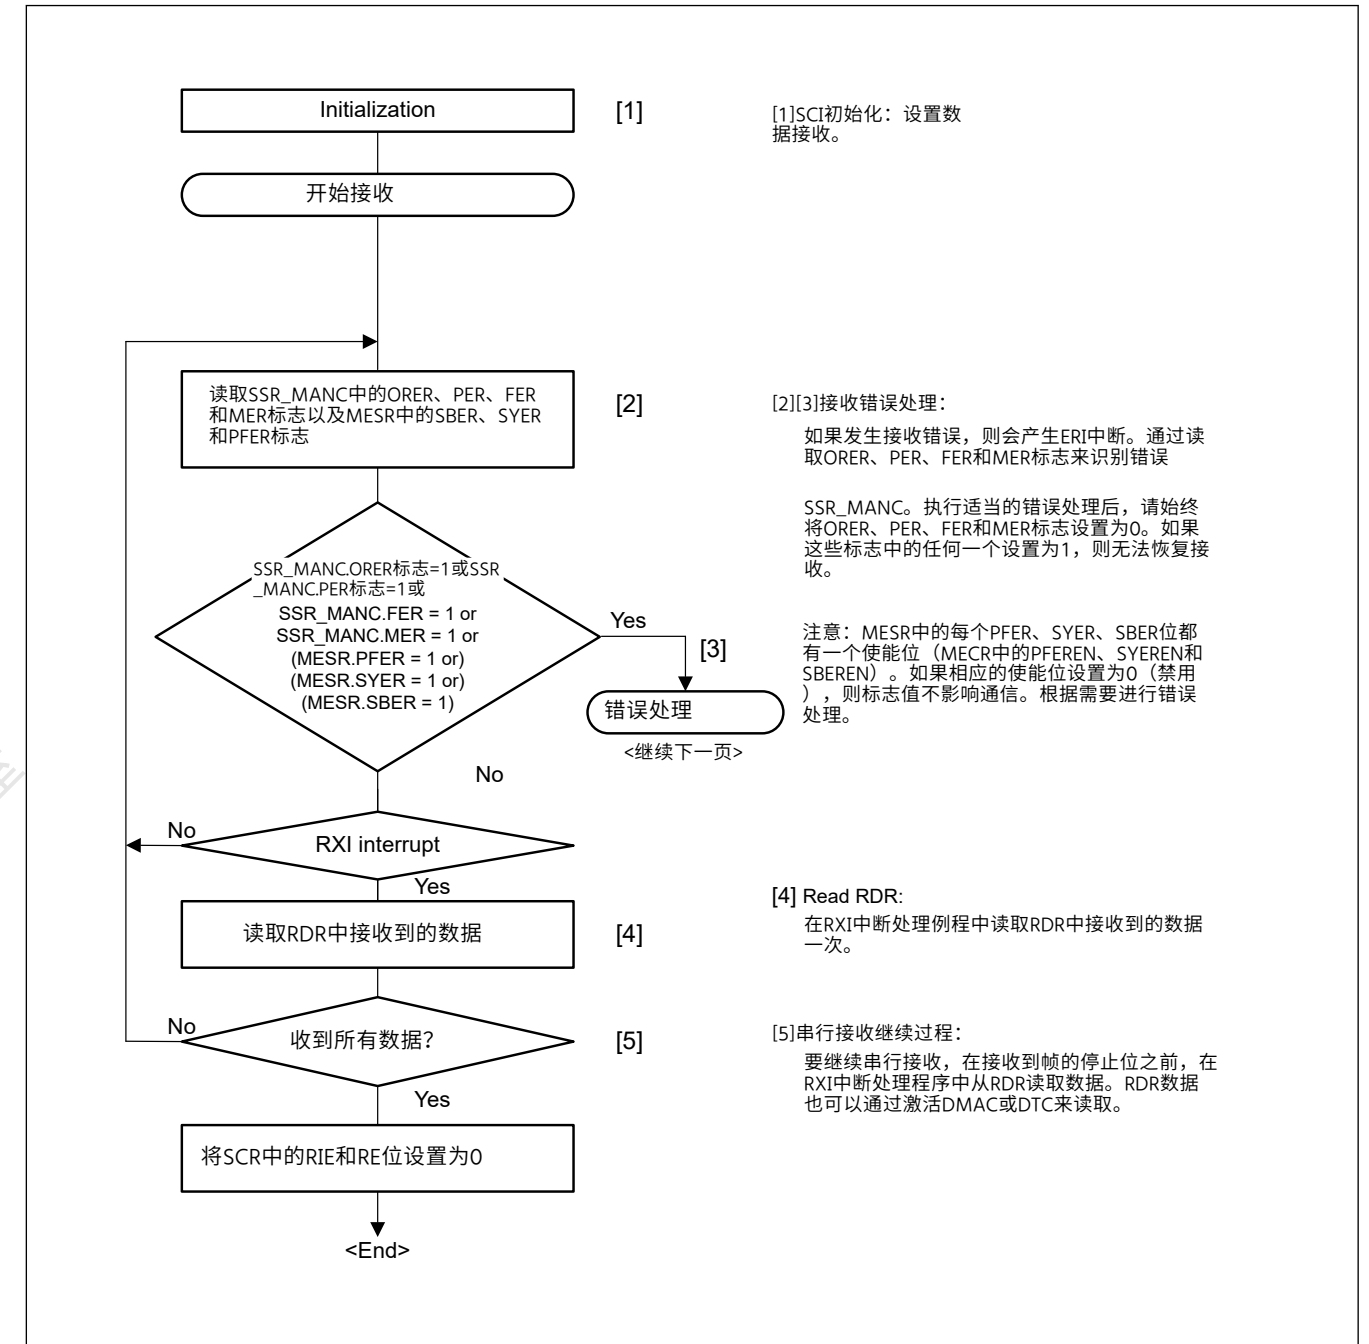 Initialization
[1]
[1]SCI初始化：设置数
据接收。
开始接收
读取SSR_MANC中的ORER、PER、FER
和MER标志以及MESR中的SBER、SYER
和PFER标志
[2]
[2][3]接收错误处理：
如果发生接收错误，则会产生ERI中断。通过读
取ORER、PER、FER和MER标志来识别错误
SSR_MANC。执行适当的错误处理后，请始终
将ORER、PER、FER和MER标志设置为0。如果
这些标志中的任何一个设置为1，则无法恢复接
收。
SSR_MANC.ORER标志=1或SSR
_MANC.PER标志=1或
SSR_MANC.FER = 1 or
SSR_MANC.MER = 1 or
(MESR.PFER = 1 or)
(MESR.SYER = 1 or)
(MESR.SBER = 1)
Yes
[3]
错误处理
<继续下一页>
注意：MESR中的每个PFER、SYER、SBER位都
有一个使能位（MECR中的PFEREN、SYEREN和
SBEREN）。如果相应的使能位设置为0（禁用
），则标志值不影响通信。根据需要进行错误
处理。
No
No
RXI interrupt
Yes
读取RDR中接收到的数据
[4]
[4] Read RDR:
在RXI中断处理例程中读取RDR中接收到的数据
一次。
No
收到所有数据？
[5]
[5]串行接收继续过程：
要继续串行接收，在接收到帧的停止位之前，在
RXI中断处理程序中从RDR读取数据。RDR数据
也可以通过激活DMAC或DTC来读取。
Yes
将SCR中的RIE和RE位设置为0
<End>